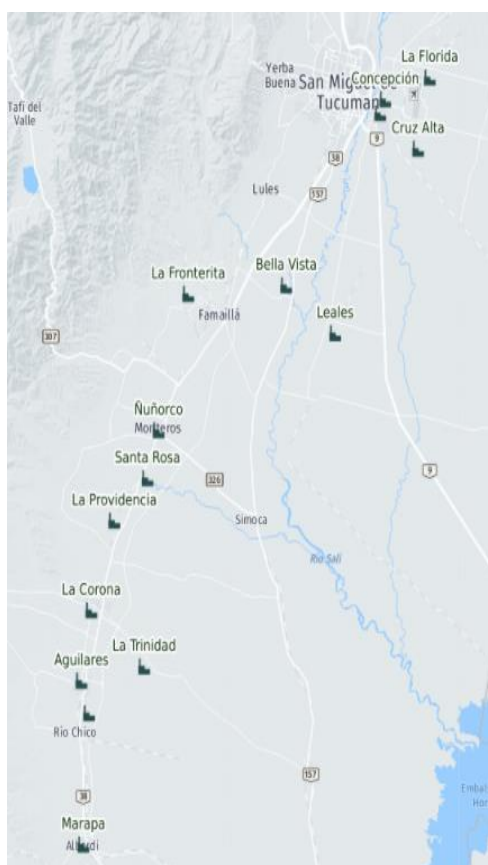 La Florida
Yerba
Buena
Concepción
San Miguel de
Tucumán
Tafí del
Valle
Cruz Alta
9
38
157
Lules
La Fronterita
Bella Vista
Famaillá
Leales
307
Ñuñorco
Monteros
Santa Rosa
326
9
La Providencia
Simoca
Río Salí
La Corona
La Trinidad
Aguilares
Río Chico
157
38
Embals
Hon
Marapa
Alberdi